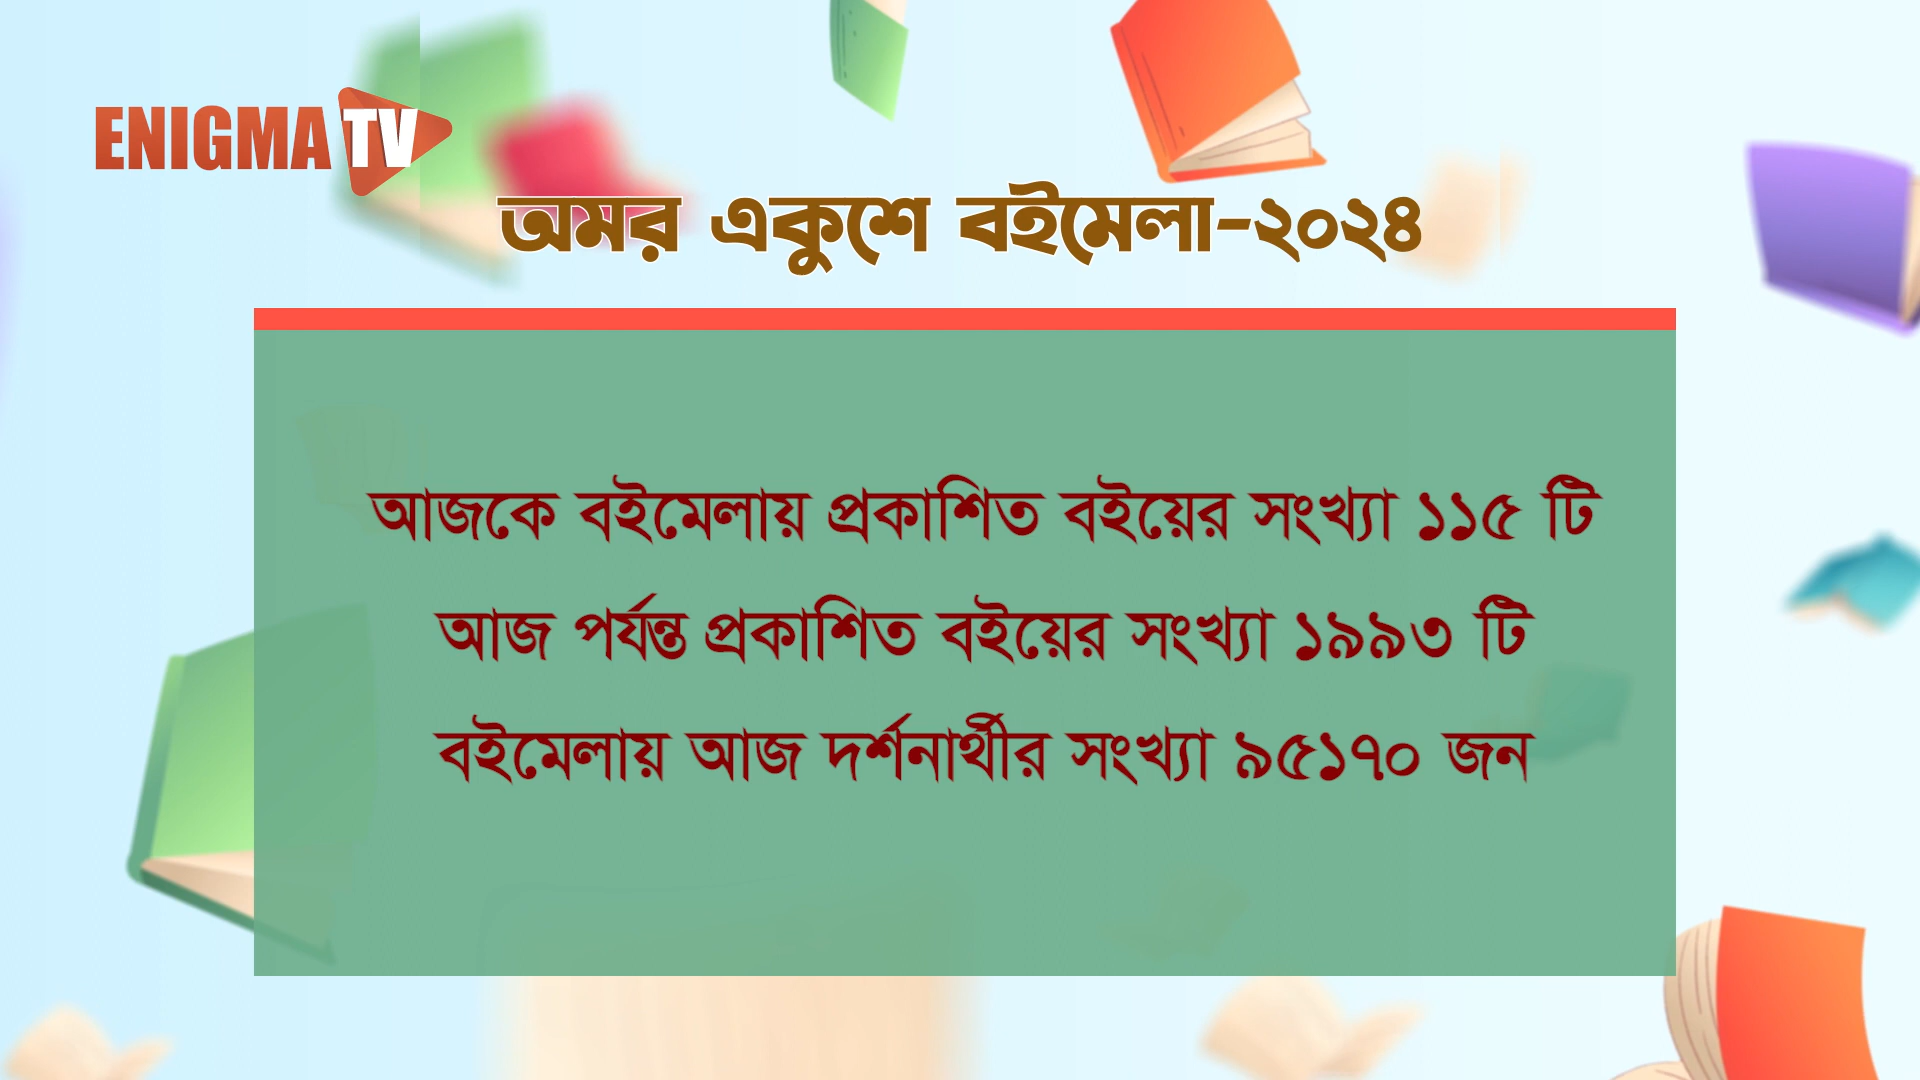 ENIGMA TV
অমর একুশে বইমেলা-২০২৪
আজকে বইমেলায় প্রকাশিত বইয়ের সংখ্যা ১১৫ টি
আজ পর্যন্ত প্রকাশিত বইয়ের সংখ্যা ১৯৯৩ টি
বইমেলায় আজ দর্শনার্থীর সংখ্যা ৯৫১৭০ জন